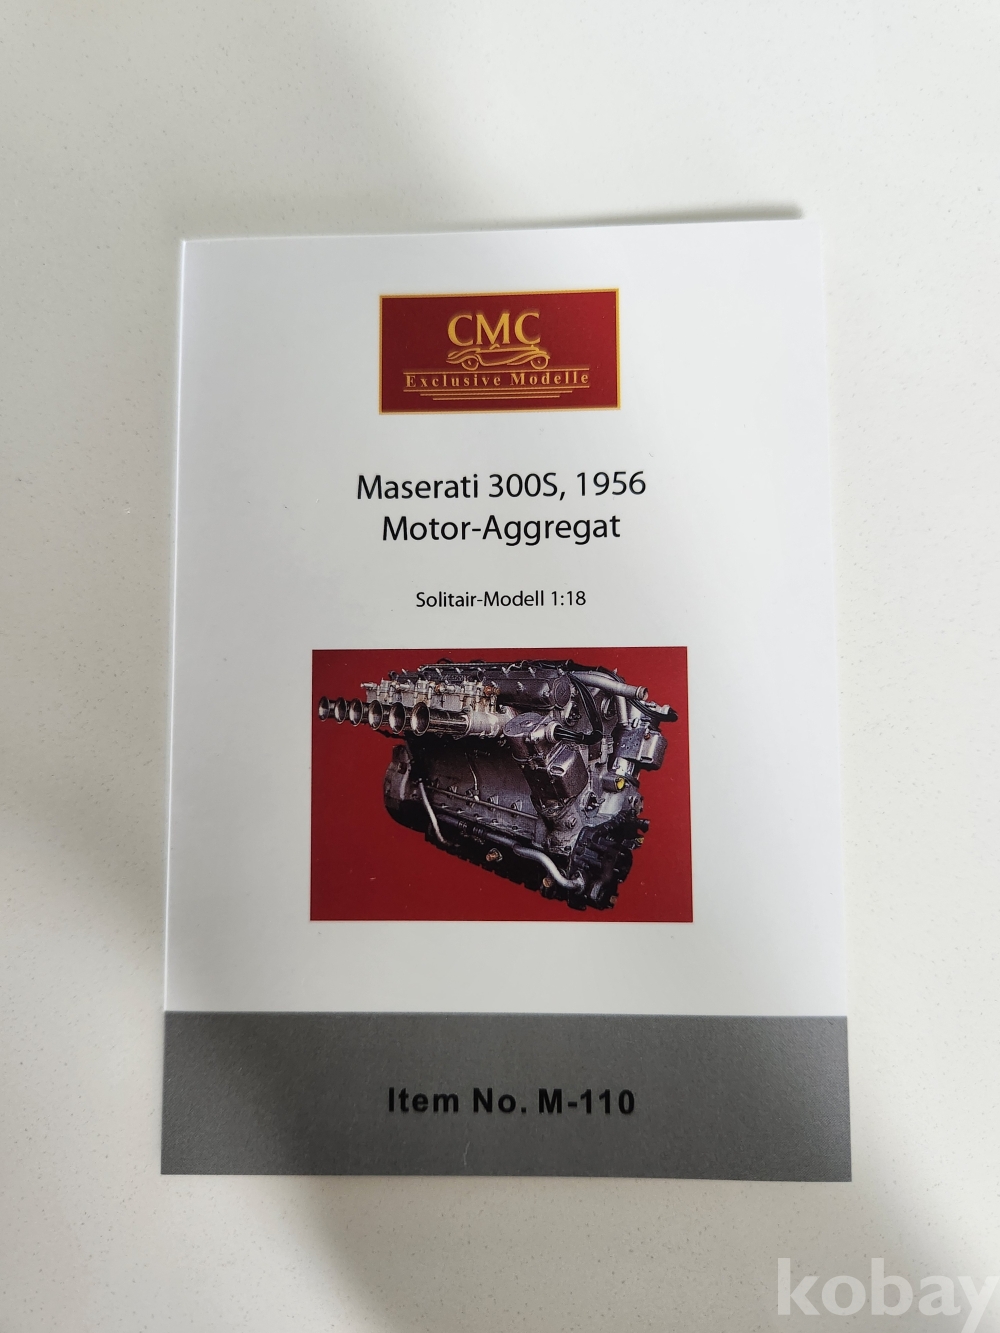 CMC
Exclusive Modelle
Maserati 300S, 1956
Motor-Aggregat
Solitair-Modell 1:18
Item No. M-110
kobay